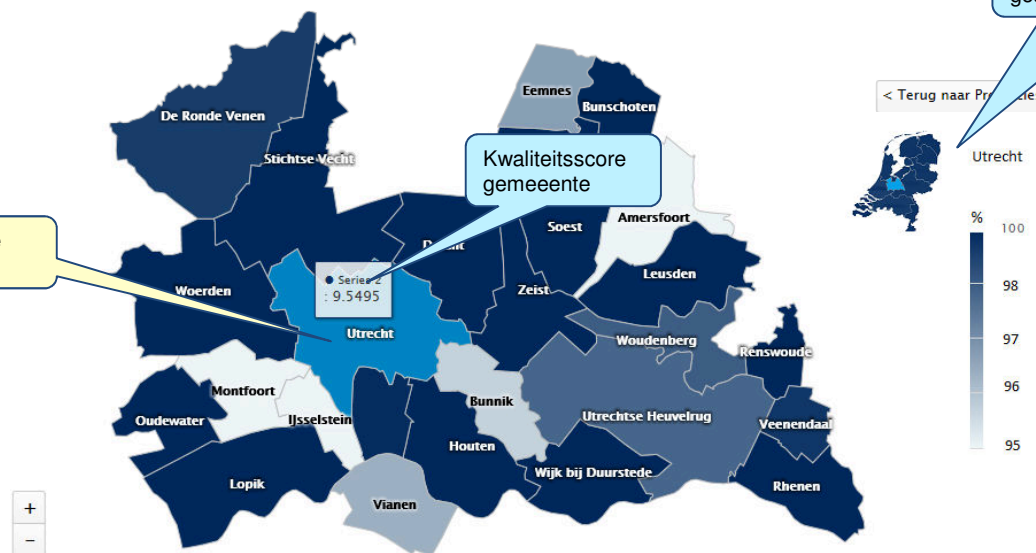 Eemnes
Bunschoten
De Ronde Venen
< Terug naar
Stichtse Vecht
Kwaliteitsscore
gemeeente
Utrecht
Amersfoort
Soest
%
100
Leusden
Zeist
Woerden
● Series 2
: 9.5495
98
Utrecht
Woudenberg
97
Renswoude
Montfoort
Bunnik
96
IJsselstein
Utrechtse Heuvelrug
Oudewater
Veenendaal
Houten
95
Wijk bij Duurstede
Lopik
Rhenen
Vianen
+
−